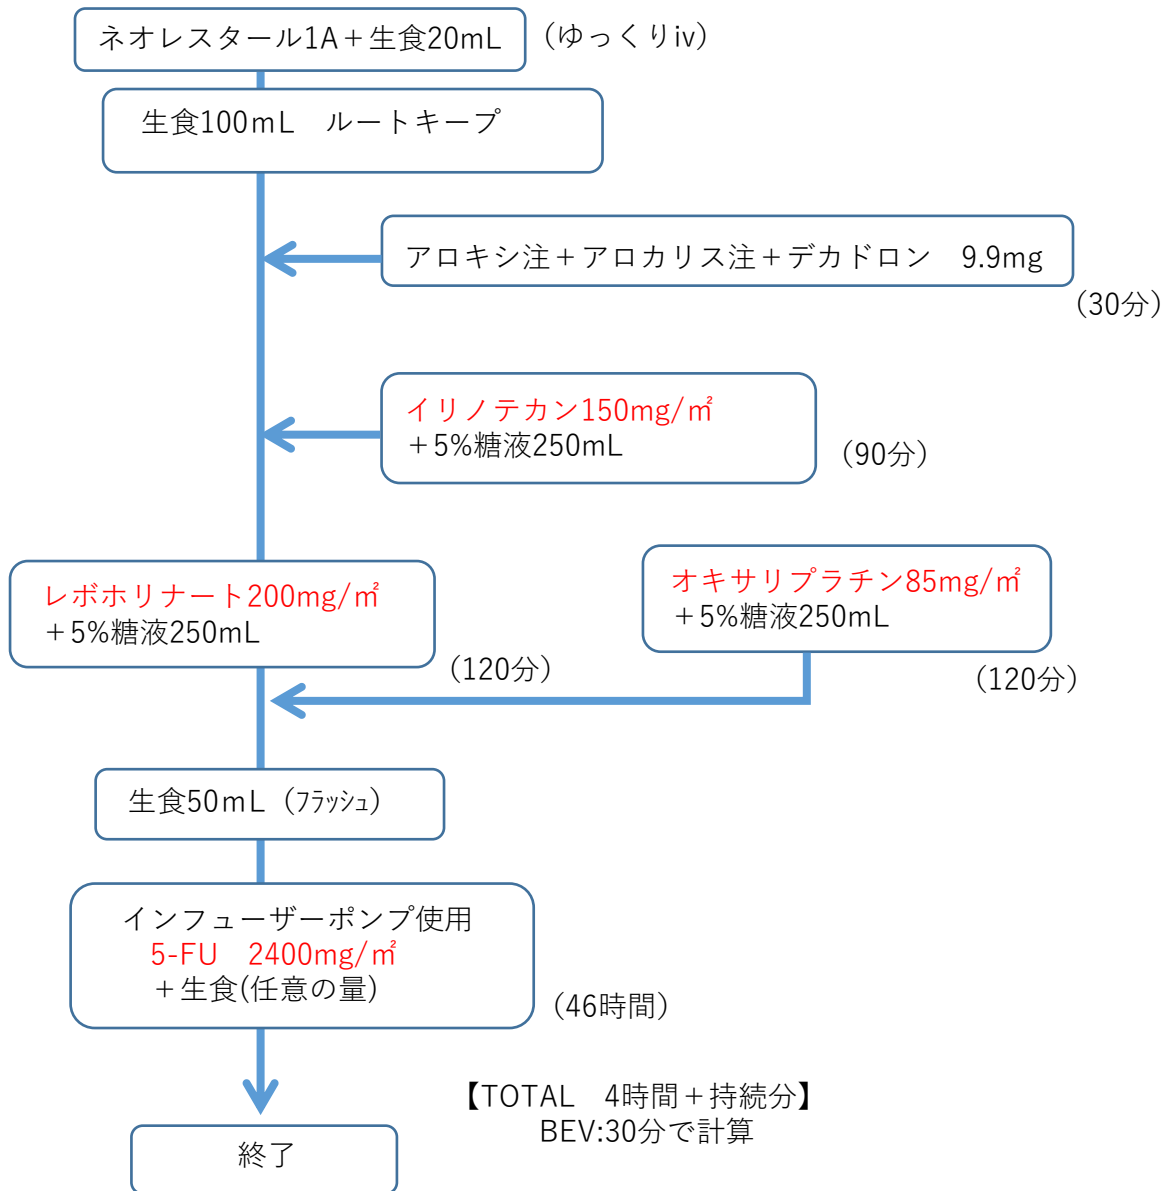 ネオレスタール1A＋生食20mL （ゆっくりiv）
生食100mL　ルートキープ
アロキシ注＋アロカリス注＋デカドロン　9.9mg
（30分）
イリノテカン150mg/㎡
＋5%糖液250mL
（90分）
レボホリナート200mg/㎡
＋5%糖液250mL
（120分）
オキサリプラチン85mg/㎡
＋5%糖液250mL
（120分）
生食50mL（ﾌﾗｯｼｭ）
インフューザーポンプ使用
5-FU　2400mg/㎡
＋生食(任意の量)
（46時間）
【TOTAL　4時間＋持続分】
BEV:30分で計算
終了